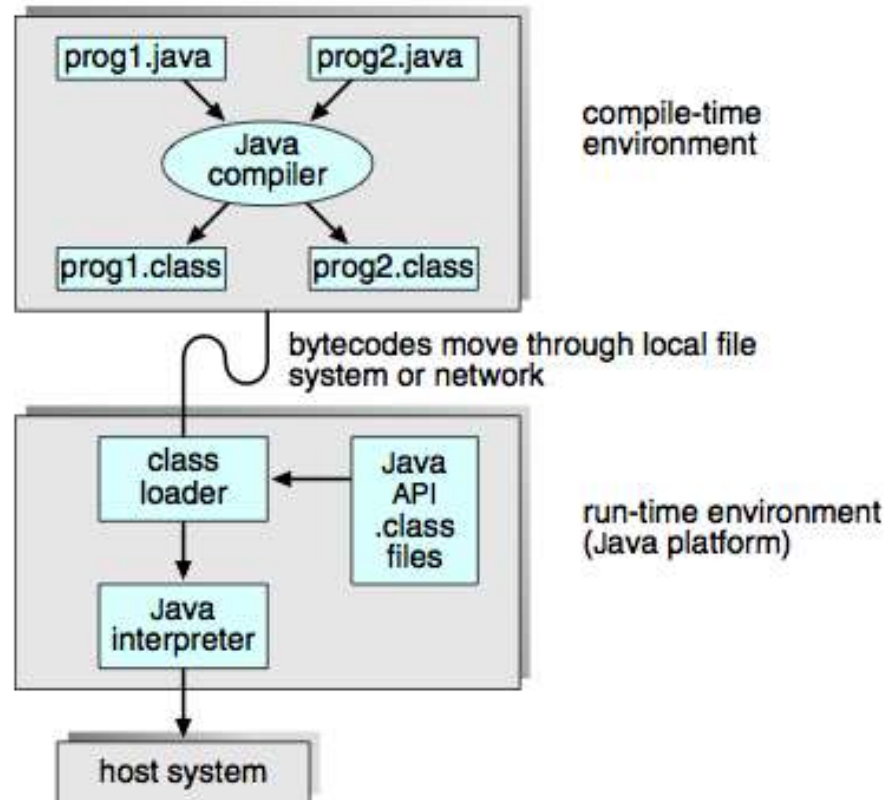 prog1.java
prog2.java
Java
compiler
compile-time
environment
prog1.class
prog2.class
bytecodes move through local file
system or network
class
loader
Java
API
.class
files
run-time environment
(Java platform)
Java
interpreter
host system